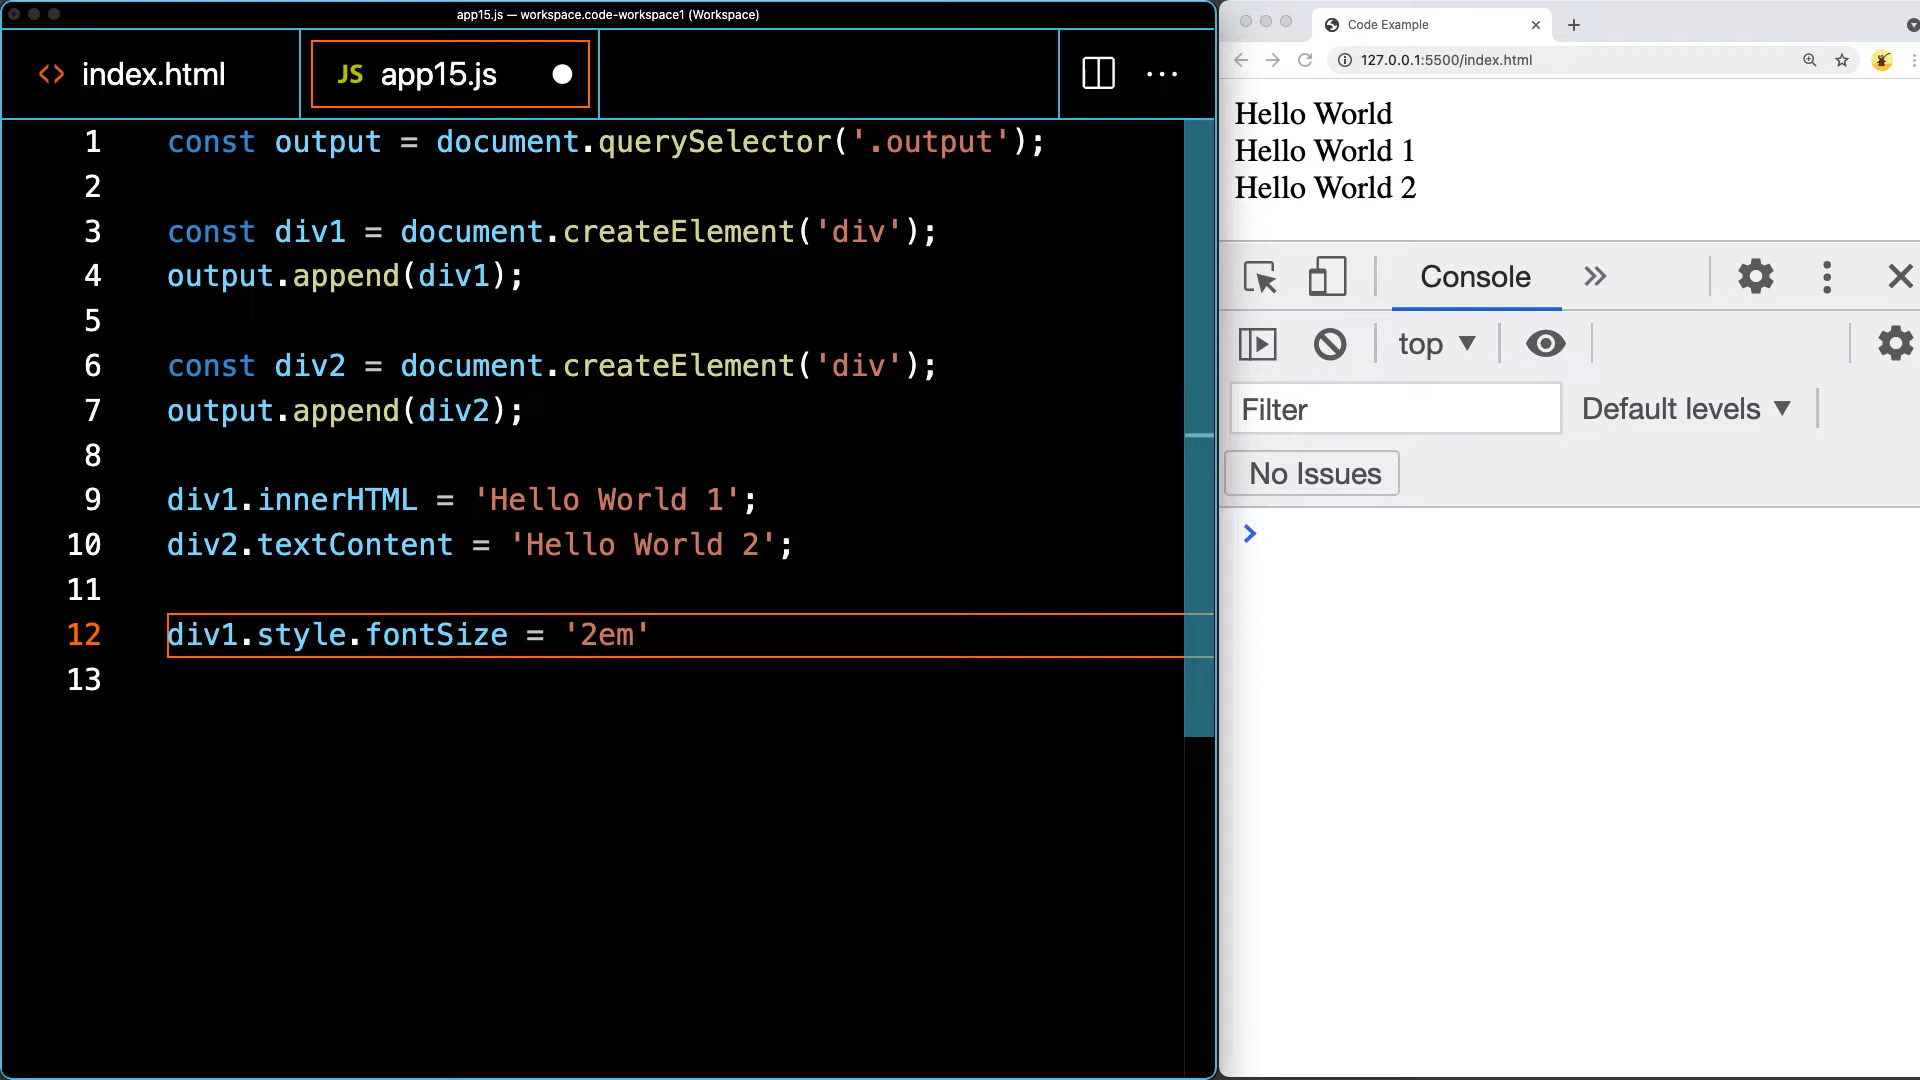 app15.js — workspace.code-workspace1 (Workspace)
<> index.html
JS app15.js
1 const output = document.querySelector('.output');
2
3 const div1 = document.createElement('div');
4 output.append(div1);
5
6 const div2 = document.createElement('div');
7 output.append(div2);
8
9 div1.innerHTML = 'Hello World 1';
10 div2.textContent = 'Hello World 2';
11
12 div1.style.fontSize = '2em'
13
Code Example
127.0.0.1:5500/index.html
Hello World
Hello World 1
Hello World 2
Console
top
Filter
Default levels
No Issues